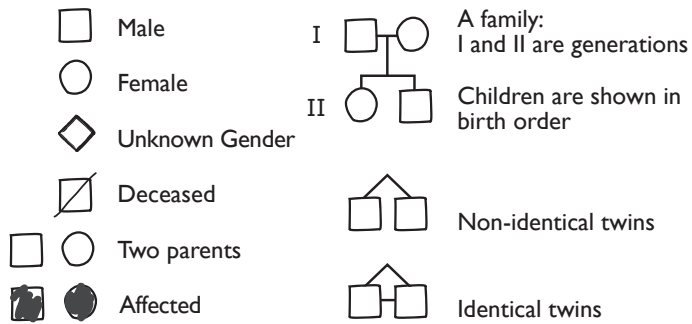 Male
Female
Unknown Gender
Deceased
Two parents
Affected
I
A family:
I and II are generations
II
Children are shown in
birth order
Non-identical twins
Identical twins